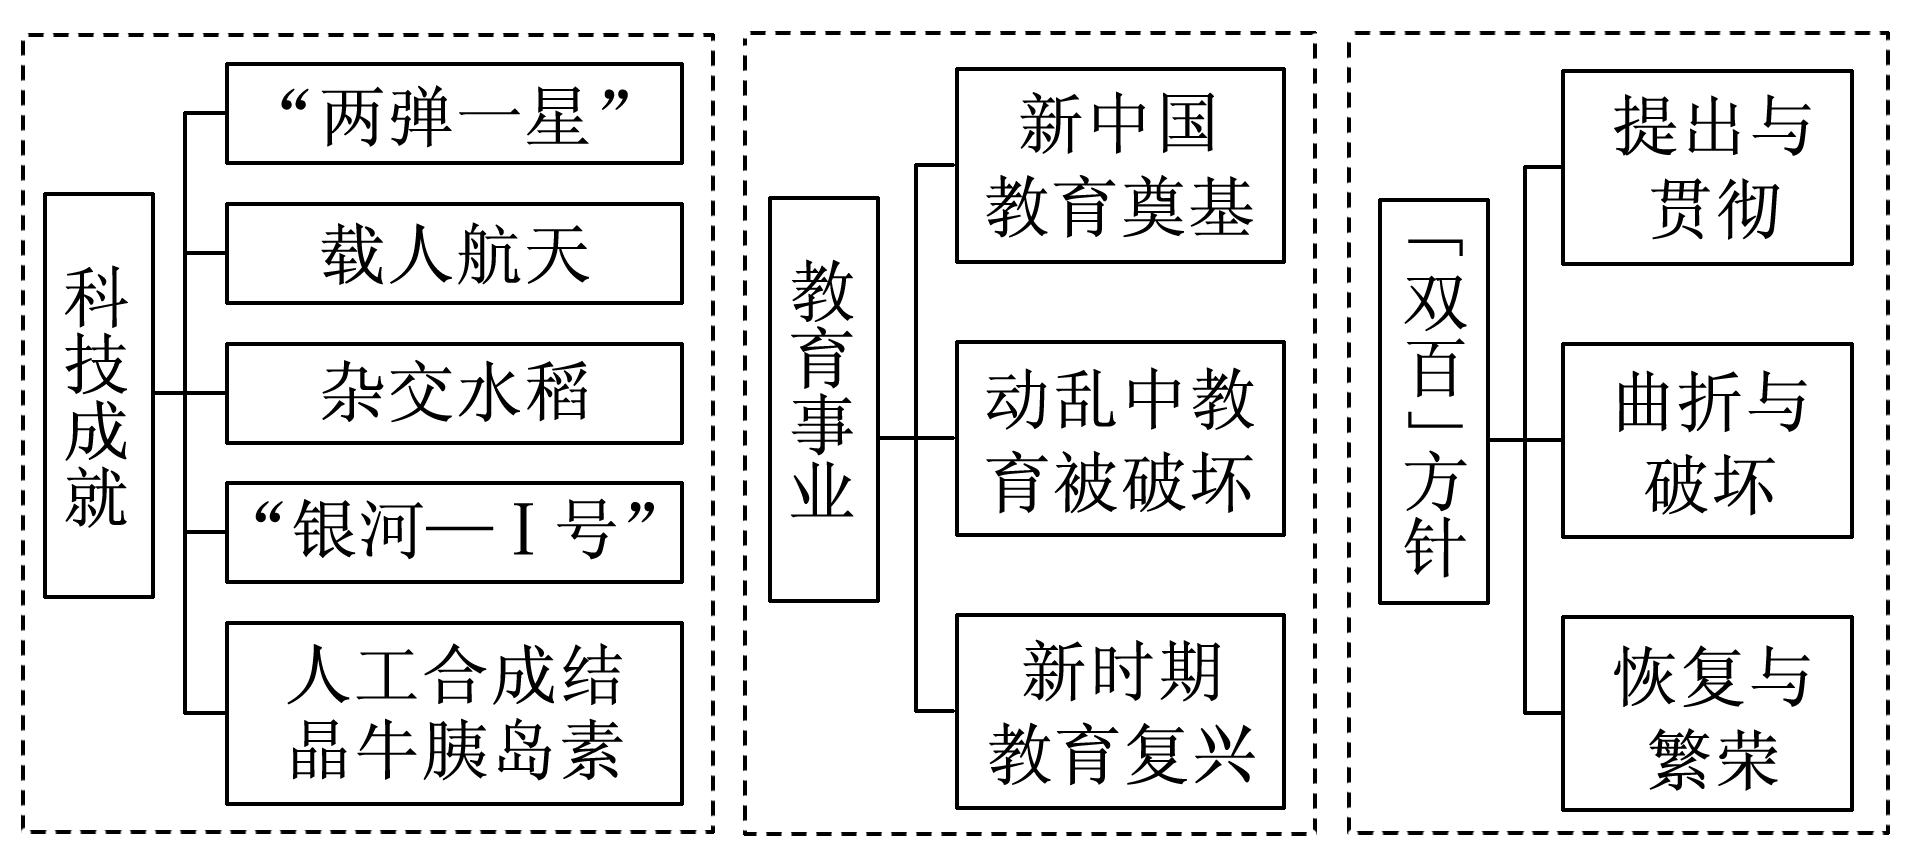 科技成就
“两弹一星”
载人航天
杂交水稻
“银河—Ⅰ号”
人工合成结
晶牛胰岛素
教育事业
新中国
教育奠基
动乱中教
育被破坏
新时期
教育复兴
「双百」方针
提出与
贯彻
曲折与
破坏
恢复与
繁荣